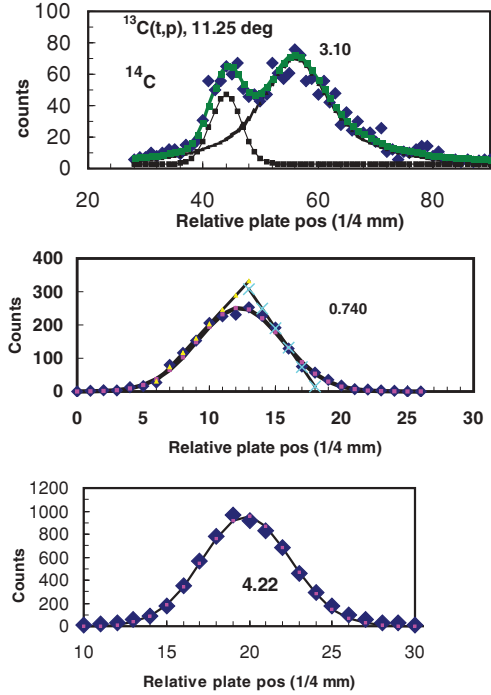 100
¹³C(t,p), 11.25 deg
80
3.10
¹⁴C
60
counts
40
20
0
20 40 60 80
Relative plate pos (1/4 mm)
400
300
0.740
200
Counts
100
0
0 5 10 15 20 25 30
Relative plate pos (1/4 mm)
1200
1000
800
600
Counts
400
4.22
200
0
10 15 20 25 30
Relative plate pos (1/4 mm)